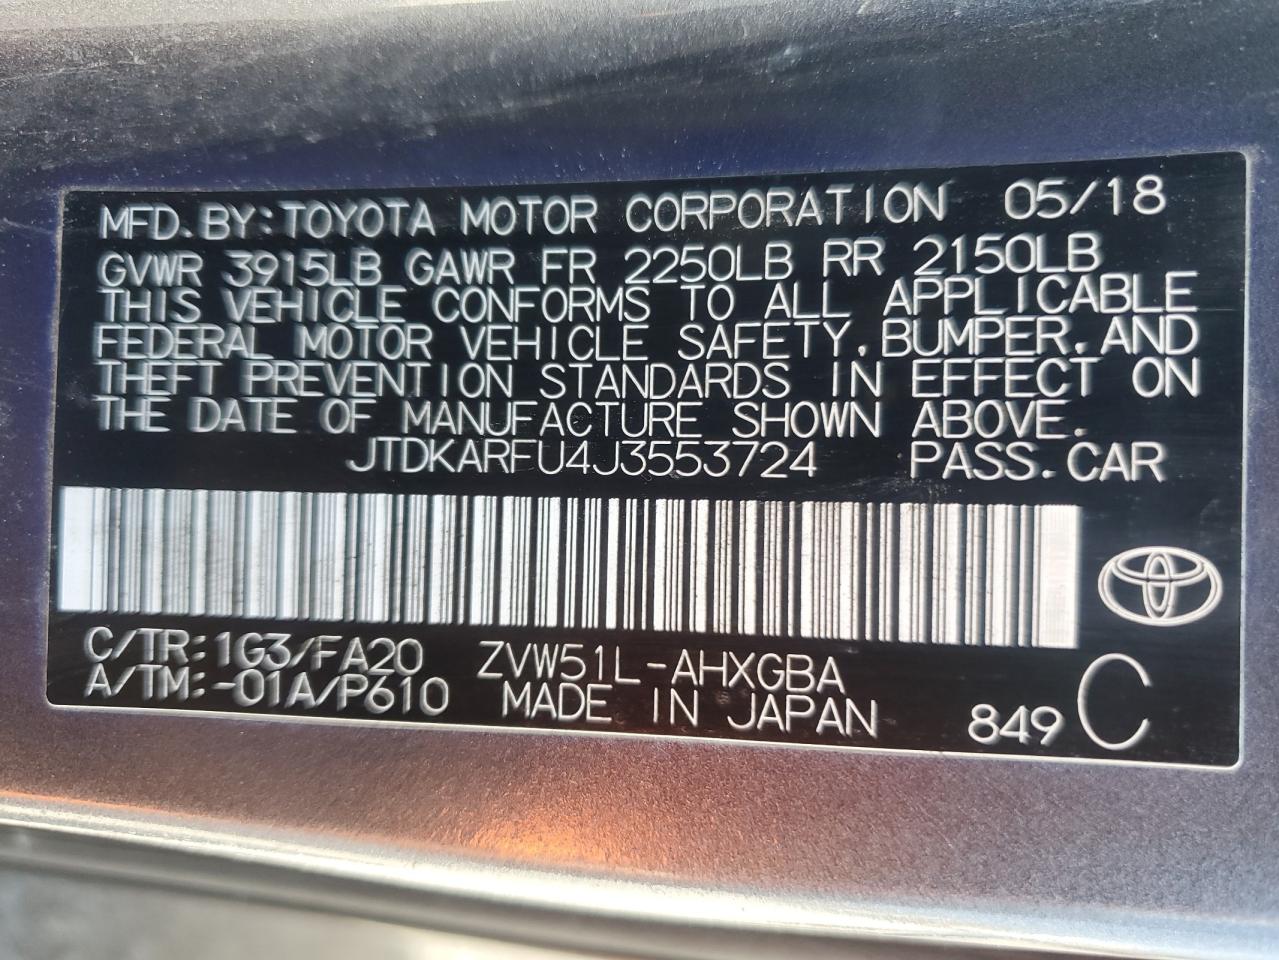 MFD. BY: TOYOTA MOTOR CORPORATION 05/18
GVWR 3915LB GAWR FR 2250LB RR 2150LB
THIS VEHICLE CONFORMS TO ALL APPLICABLE
FEDERAL MOTOR VEHICLE SAFETY, BUMPER, AND
THEFT PREVENTION STANDARDS IN EFFECT ON
THE DATE OF MANUFACTURE SHOWN ABOVE.
JTDKARFU4J3553724 PASS. CAR
C/TR: 1G3/FA20 ZVW51L-AHXGBA
A/TM: -01A/P610 MADE IN JAPAN 849 C